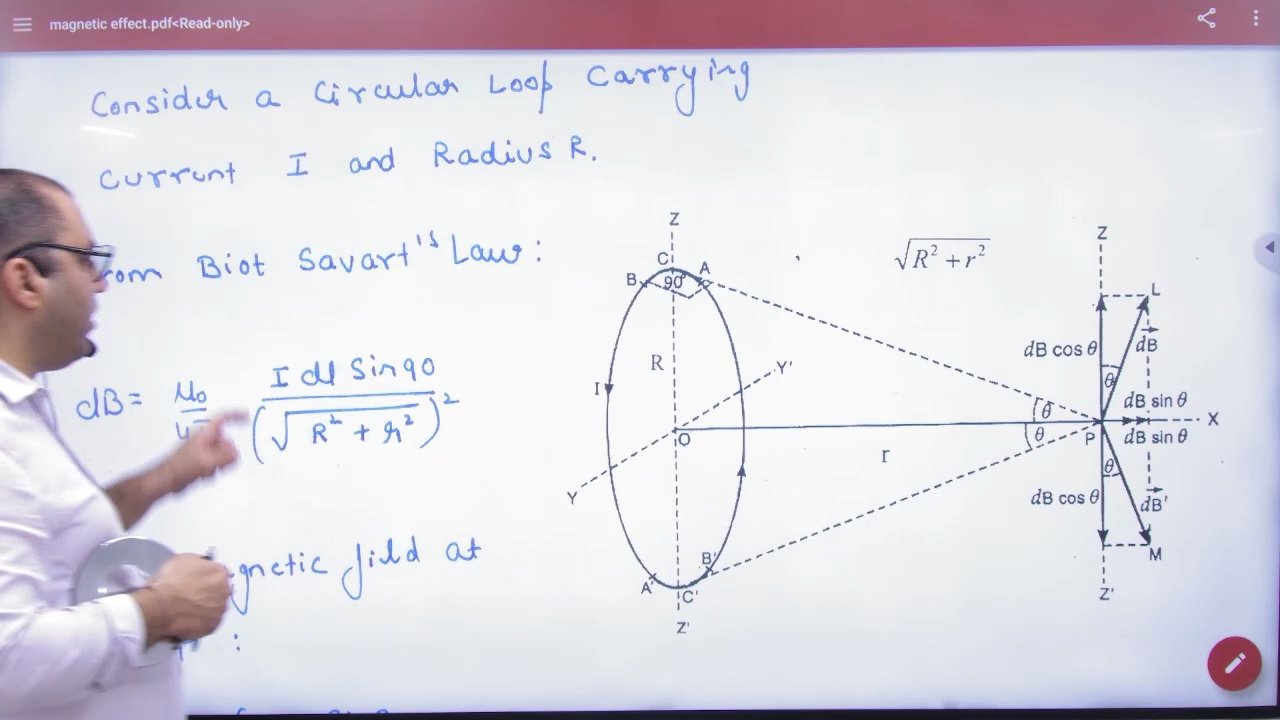 magnetic effect.pdf<Read-only>
Consider a Circular Loop Carrying
current I and Radius R.
Biot Savart's Law:
dB = μ₀ I dl Sin90
(√R² + r²)²
field at
:
√R² + r²
Z
C
B
90°
A
R
I
Y'
O
Y
r
A'
B'
C'
Z'
Z
L
dB cos θ
dB
θ
dB sin θ
θ
X
P
dB sin θ
θ
θ
dB cos θ
dB'
M
Z'